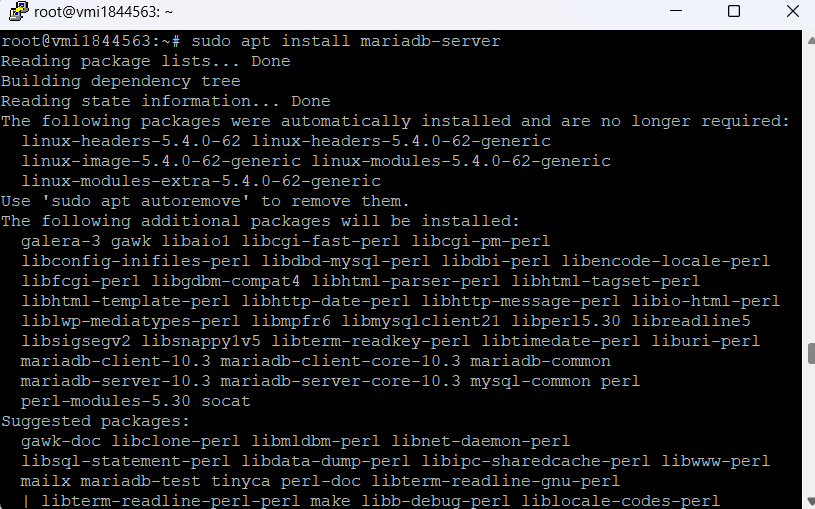 root@vmi1844563: ~
root@vmi1844563:~# sudo apt install mariadb-server
Reading package lists... Done
Building dependency tree
Reading state information... Done
The following packages were automatically installed and are no longer required:
  linux-headers-5.4.0-62 linux-headers-5.4.0-62-generic
  linux-image-5.4.0-62-generic linux-modules-5.4.0-62-generic
  linux-modules-extra-5.4.0-62-generic
Use 'sudo apt autoremove' to remove them.
The following additional packages will be installed:
  galera-3 gawk libaio1 libcgi-fast-perl libcgi-pm-perl
  libconfig-inifiles-perl libdbd-mysql-perl libdbi-perl libencode-locale-perl
  libfcgi-perl libgdbm-compat4 libhtml-parser-perl libhtml-tagset-perl
  libhtml-template-perl libhttp-date-perl libhttp-message-perl libio-html-perl
  liblwp-mediatypes-perl libmpfr6 libmysqlclient21 libperl5.30 libreadline5
  libsigsegv2 libsnappy1v5 libterm-readkey-perl libtimedate-perl liburi-perl
  mariadb-client-10.3 mariadb-client-core-10.3 mariadb-common
  mariadb-server-10.3 mariadb-server-core-10.3 mysql-common perl
  perl-modules-5.30 socat
Suggested packages:
  gawk-doc libclone-perl libmldbm-perl libnet-daemon-perl
  libsql-statement-perl libdata-dump-perl libipc-sharedcache-perl libwww-perl
  mailx mariadb-test tinyca perl-doc libterm-readline-gnu-perl
  | libterm-readline-perl-perl make libb-debug-perl liblocale-codes-perl